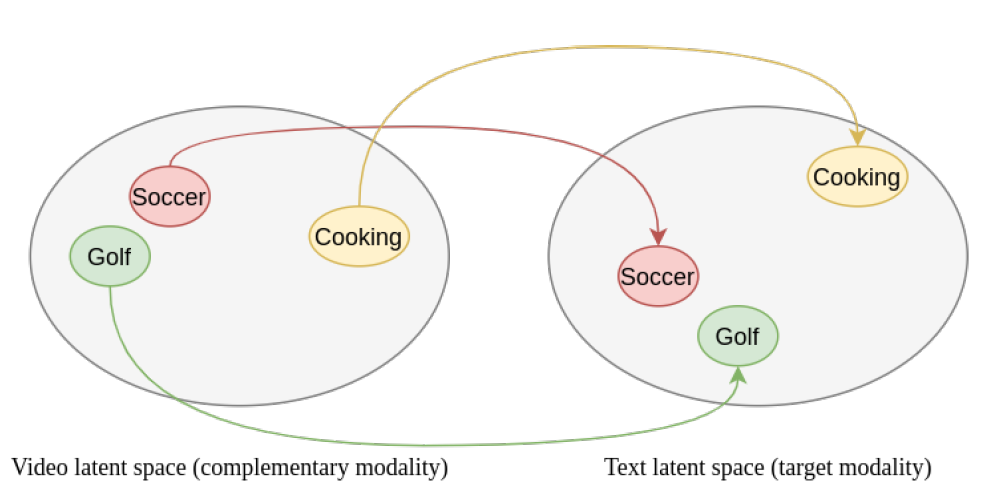 Soccer
Golf
Cooking
Cooking
Soccer
Golf
Video latent space (complementary modality)
Text latent space (target modality)